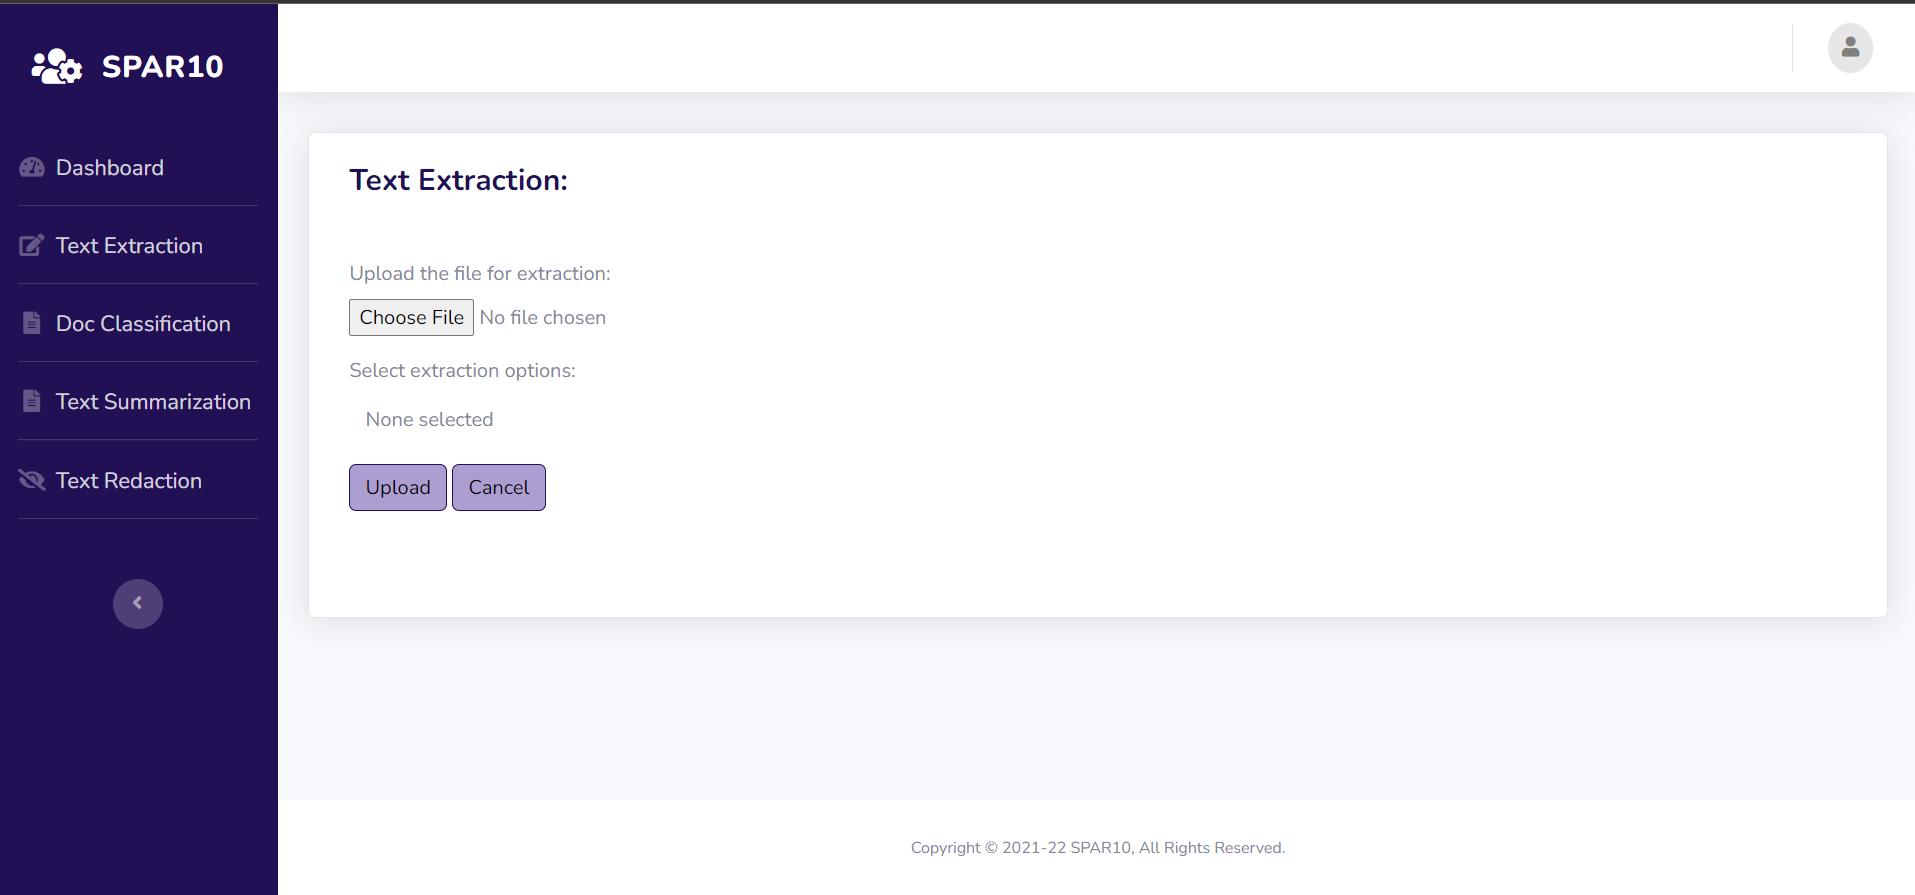 SPAR10
Dashboard
Text Extraction
Doc Classification
Text Summarization
Text Redaction
Text Extraction:
Upload the file for extraction:
Choose File No file chosen
Select extraction options:
None selected
Upload Cancel
Copyright © 2021-22 SPAR10, All Rights Reserved.